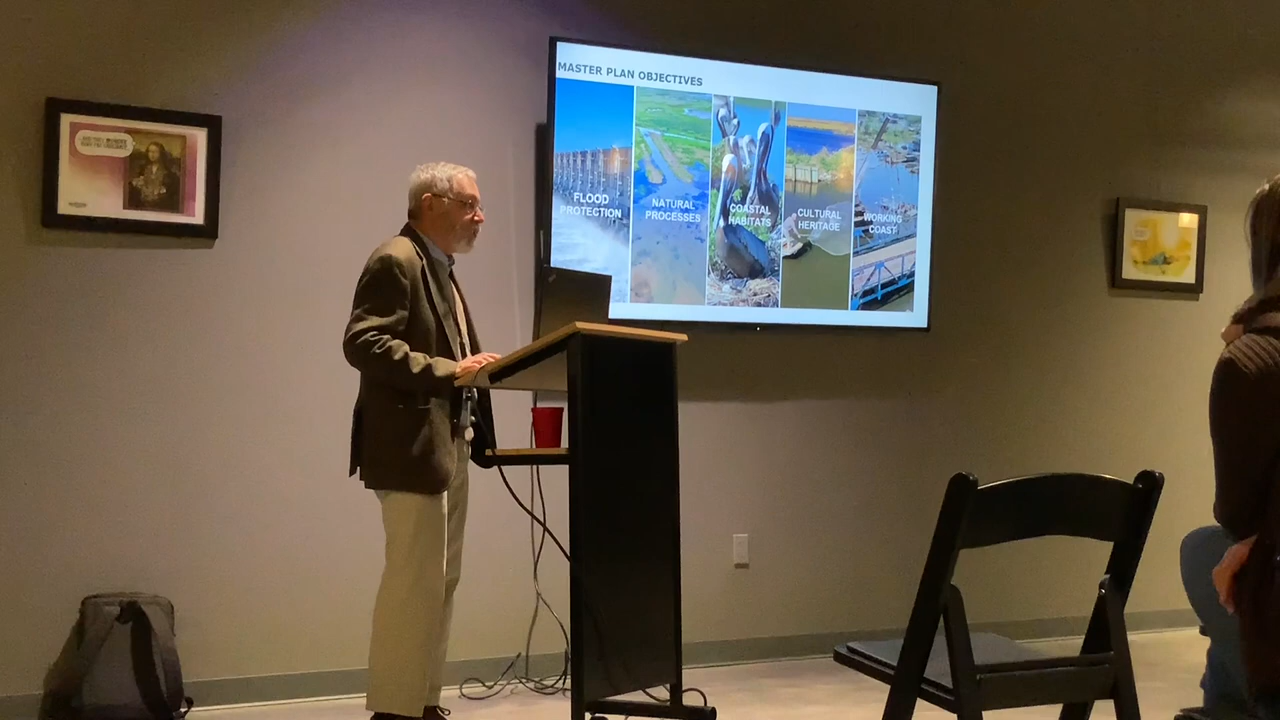 MASTER PLAN OBJECTIVES
FLOOD
PROTECTION
NATURAL
PROCESSES
COASTAL
HABITATS
CULTURAL
HERITAGE
WORKING
COAST